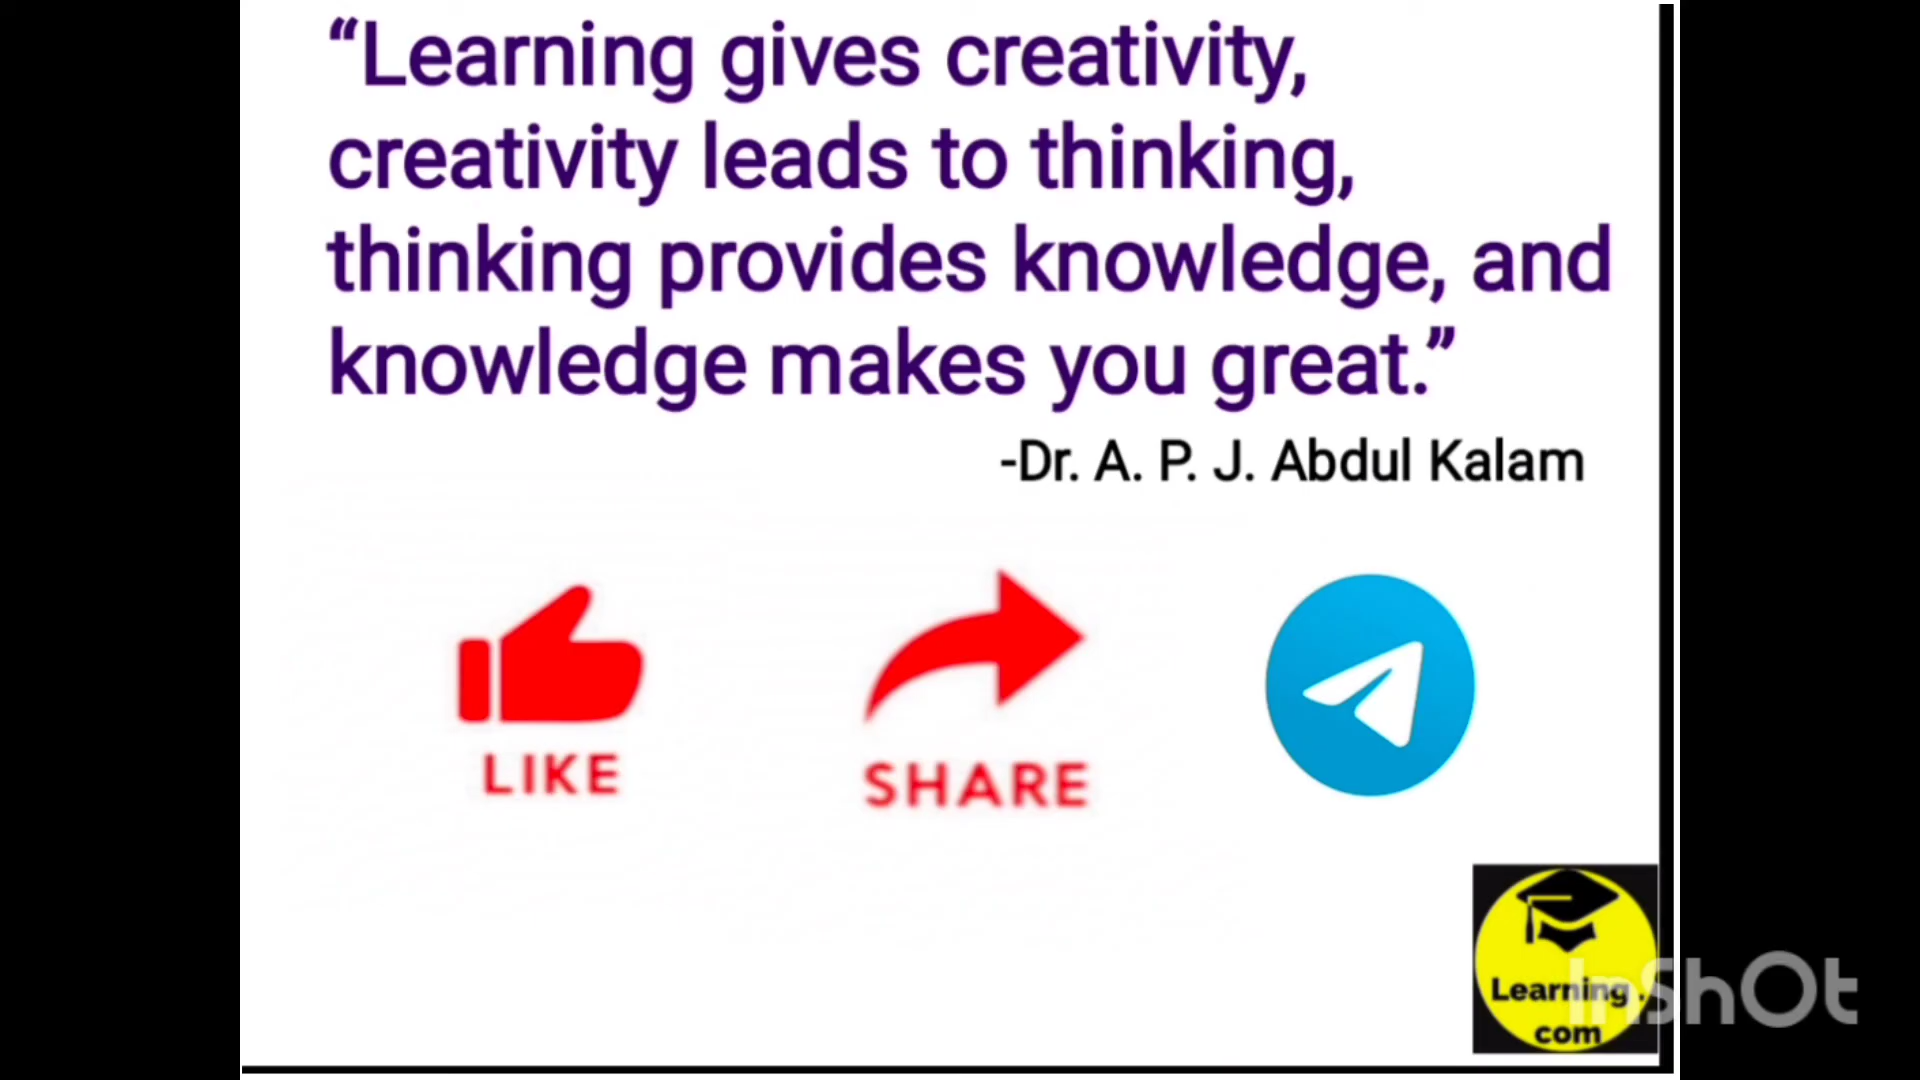 “Learning gives creativity,
creativity leads to thinking,
thinking provides knowledge, and
knowledge makes you great.”
-Dr. A. P. J. Abdul Kalam
LIKE
SHARE
Learning .
com
InShOt